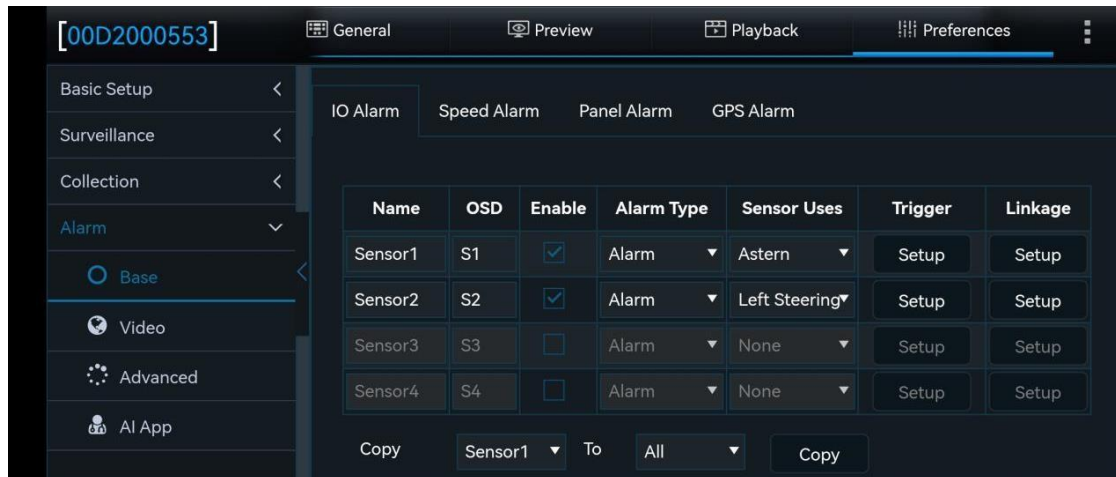 [00D2000553] General Preview Playback Preferences
Basic Setup
Surveillance
Collection
Alarm
Base
Video
Advanced
AI App
IO Alarm Speed Alarm Panel Alarm GPS Alarm
Name OSD Enable Alarm Type Sensor Uses Trigger Linkage
Sensor1 S1 Alarm Astern Setup Setup
Sensor2 S2 Alarm Left Steering Setup Setup
Sensor3 S3 Alarm None Setup Setup
Sensor4 S4 Alarm None Setup Setup
Copy Sensor1 To All Copy